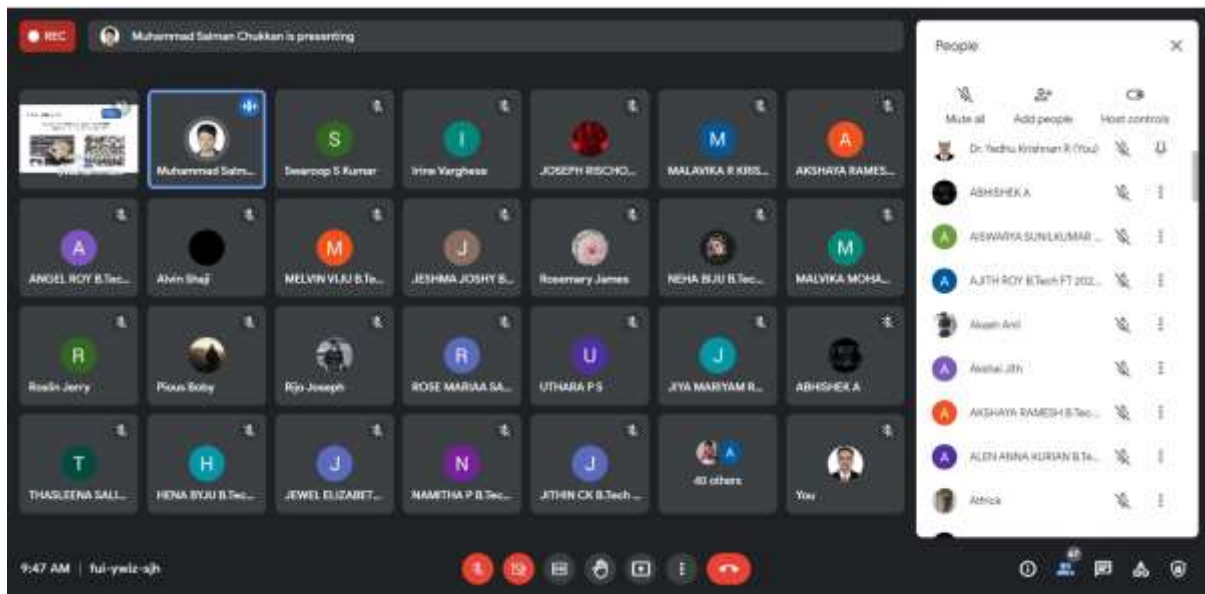 REC
Muhammad Salman Chukkan is presenting
Muhammad Salm...
S
Swaroop S Kumar
I
Irine Varghese
JOSEPH RISCHO...
M
MALAVIKA R KRIS...
A
AKSHAYA RAMES...
A
ANGEL ROY B.Tec...
Alvin Shaji
M
MELVIN VIJU B.Te...
J
JESHMA JOSHY B...
Rosemary James
NEHA BIJU B.Tec...
M
MALVIKA MOHA...
R
Roslin Jerry
Pious Baby
Rijo Joseph
R
ROSE MARIAA SA...
U
UTHARA P S
J
JIYA MARIYAM R...
ABHISHEK A
T
THASLEENA SALI...
H
HENA BYJU B.Tec...
J
JEWEL ELIZABET...
N
NAMITHA P B.Tec...
J
JITHIN CK B.Tech ...
A
40 others
You
People
Mute all
Add people
Host controls
Dr. Yedhu Krishnan R (You)
ABHISHEK A
A
AISWARYA SUNILKUMAR ...
A
AJITH ROY B.Tech FT 202...
Akash Anil
A
Akshai Jith
A
AKSHAYA RAMESH B.Tec...
A
ALEN ANNA KURIAN B.Te...
9:47 AM | fui-ywiz-sjh
67